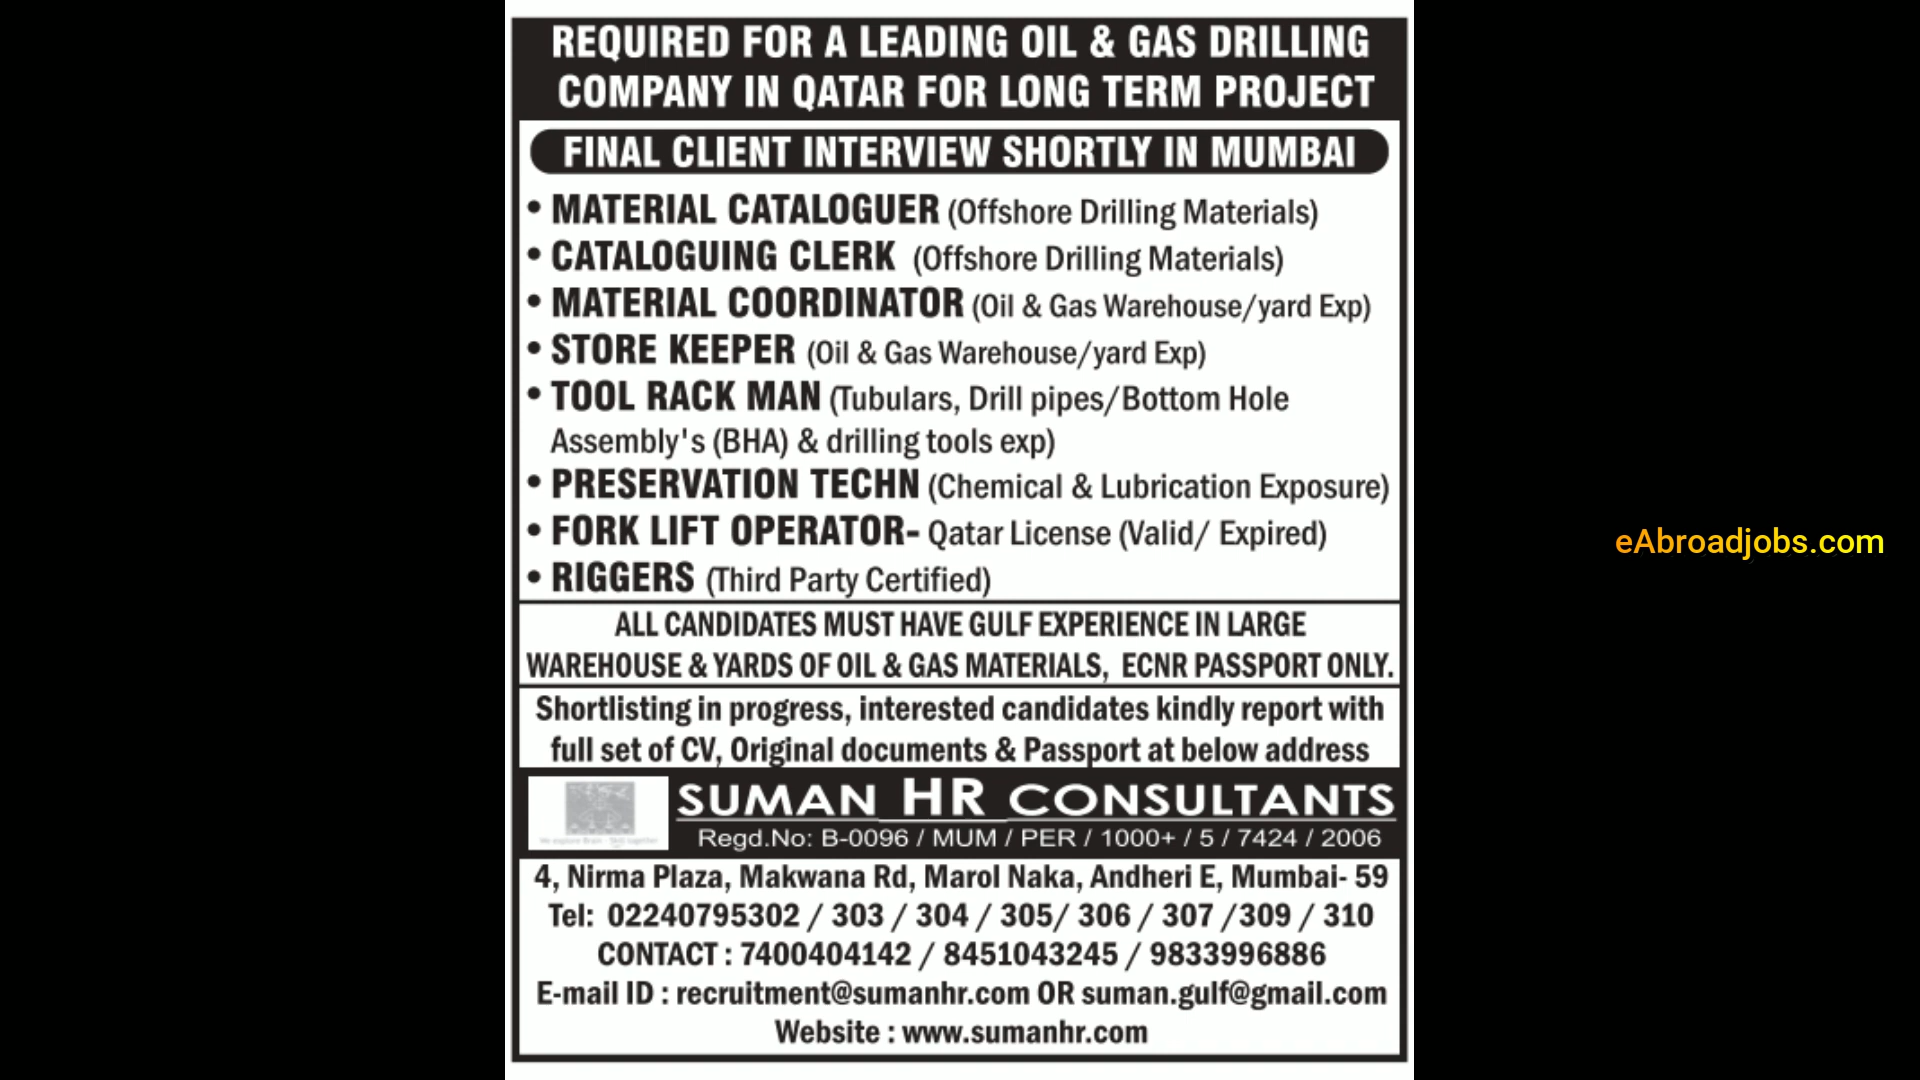 REQUIRED FOR A LEADING OIL & GAS DRILLING
COMPANY IN QATAR FOR LONG TERM PROJECT
FINAL CLIENT INTERVIEW SHORTLY IN MUMBAI
• MATERIAL CATALOGUER (Offshore Drilling Materials)
• CATALOGUING CLERK (Offshore Drilling Materials)
• MATERIAL COORDINATOR (Oil & Gas Warehouse/yard Exp)
• STORE KEEPER (Oil & Gas Warehouse/yard Exp)
• TOOL RACK MAN (Tubulars, Drill pipes/Bottom Hole
Assembly's (BHA) & drilling tools exp)
• PRESERVATION TECHN (Chemical & Lubrication Exposure)
• FORK LIFT OPERATOR- Qatar License (Valid/ Expired)
• RIGGERS (Third Party Certified)
ALL CANDIDATES MUST HAVE GULF EXPERIENCE IN LARGE
WAREHOUSE & YARDS OF OIL & GAS MATERIALS, ECNR PASSPORT ONLY.
Shortlisting in progress, interested candidates kindly report with
full set of CV, Original documents & Passport at below address
SUMAN HR CONSULTANTS
Regd.No: B-0096 / MUM / PER / 1000+ / 5 / 7424 / 2006
4, Nirma Plaza, Makwana Rd, Marol Naka, Andheri E, Mumbai- 59
Tel: 02240795302 / 303 / 304 / 305/ 306 / 307 /309 / 310
CONTACT : 7400404142 / 8451043245 / 9833996886
E-mail ID : recruitment@sumanhr.com OR suman.gulf@gmail.com
Website : www.sumanhr.com
eAbroadjobs.com